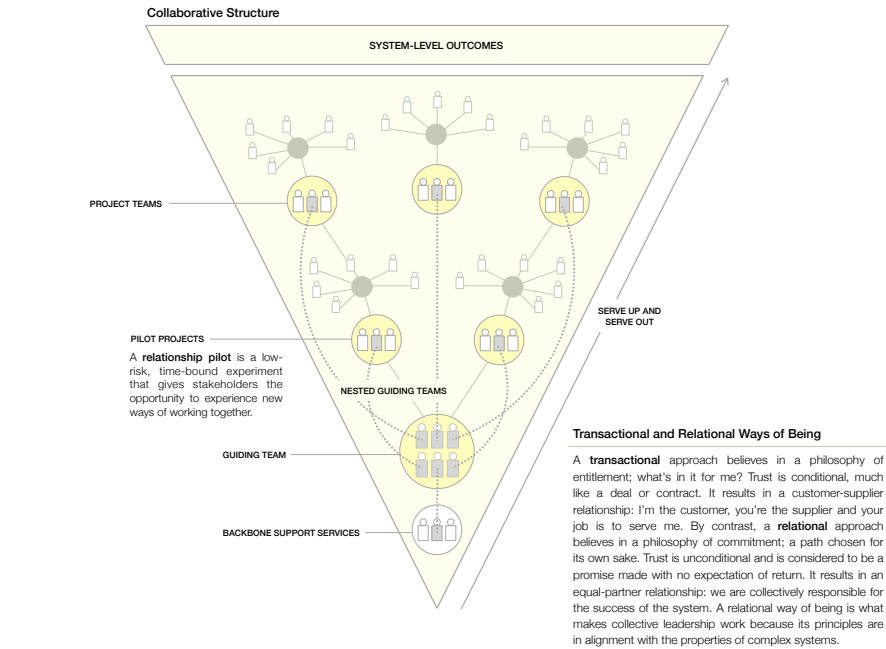 Collaborative Structure
SYSTEM-LEVEL OUTCOMES
PROJECT TEAMS
SERVE UP AND
SERVE OUT
PILOT PROJECTS
A relationship pilot is a low-
risk, time-bound experiment
that gives stakeholders the
opportunity to experience new
ways of working together.
NESTED GUIDING TEAMS
GUIDING TEAM
BACKBONE SUPPORT SERVICES
Transactional and Relational Ways of Being
A transactional approach believes in a philosophy of
entitlement; what's in it for me? Trust is conditional, much
like a deal or contract. It results in a customer-supplier
relationship: I'm the customer, you're the supplier and your
job is to serve me. By contrast, a relational approach
believes in a philosophy of commitment; a path chosen for
its own sake. Trust is unconditional and is considered to be a
promise made with no expectation of return. It results in an
equal-partner relationship: we are collectively responsible for
the success of the system. A relational way of being is what
makes collective leadership work because its principles are
in alignment with the properties of complex systems.